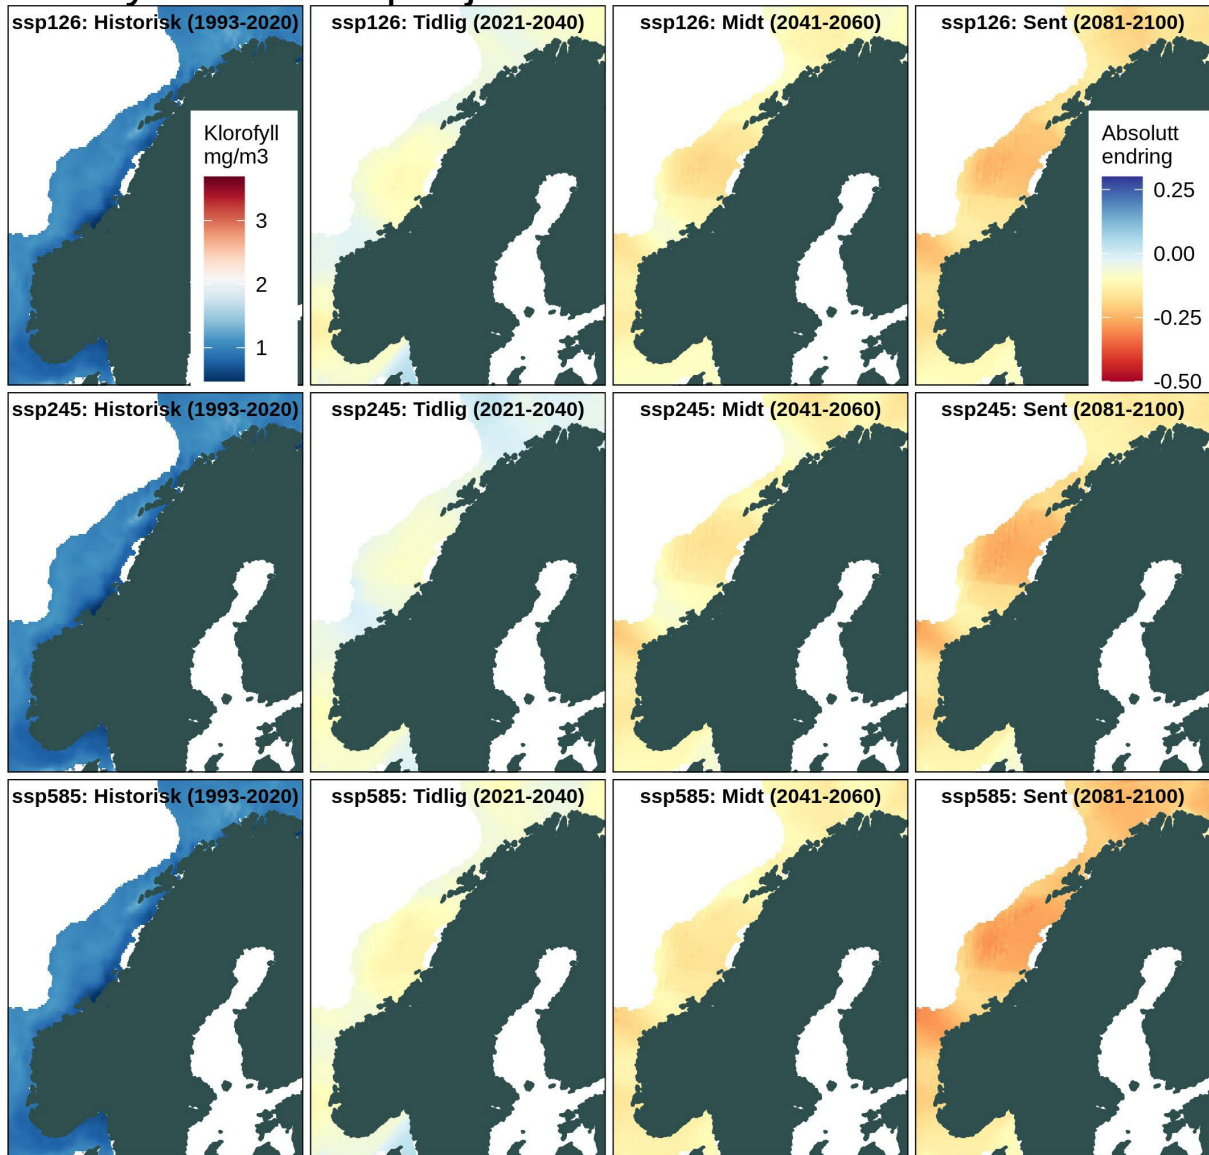 ssp126: Historisk (1993-2020)
ssp126: Tidlig (2021-2040)
ssp126: Midt (2041-2060)
ssp126: Sent (2081-2100)
Klorofyll
mg/m3
3
2
1
Absolutt
endring
0.25
0.00
-0.25
-0.50
ssp245: Historisk (1993-2020)
ssp245: Tidlig (2021-2040)
ssp245: Midt (2041-2060)
ssp245: Sent (2081-2100)
ssp585: Historisk (1993-2020)
ssp585: Tidlig (2021-2040)
ssp585: Midt (2041-2060)
ssp585: Sent (2081-2100)